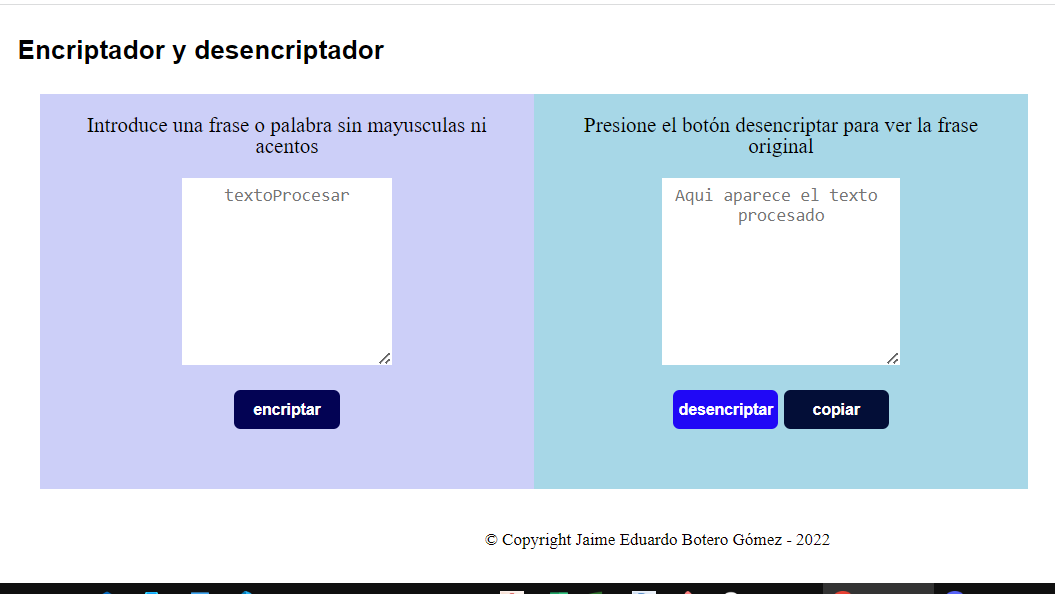 Encriptador y desencriptador
Introduce una frase o palabra sin mayusculas ni
acentos
textoProcesar
encriptar
Presione el botón desencriptar para ver la frase
original
Aqui aparece el texto
procesado
desencriptar copiar
© Copyright Jaime Eduardo Botero Gómez - 2022